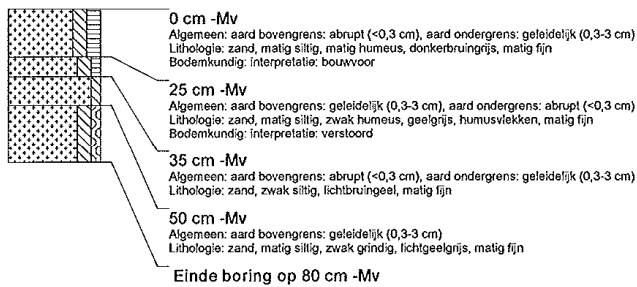 0 cm -Mv
Algemeen: aard bovengrens: abrupt (<0,3 cm), aard ondergrens: geleidelijk (0,3-3 cm)
Lithologie: zand, matig siltig, matig humeus, donkerbruingrijs, matig fijn
Bodemkundig: interpretatie: bouwvoor
25 cm -Mv
Algemeen: aard bovengrens: geleidelijk (0,3-3 cm), aard ondergrens: abrupt (<0,3 cm)
Lithologie: zand, matig siltig, zwak humeus, geelgrijs, humusvlekken, matig fijn
Bodemkundig: interpretatie: verstoord
35 cm -Mv
Algemeen: aard bovengrens: abrupt (<0,3 cm), aard ondergrens: geleidelijk (0,3-3 cm)
Lithologie: zand, zwak siltig, lichtbruingeel, matig fijn
50 cm -Mv
Algemeen: aard bovengrens: geleidelijk (0,3-3 cm)
Lithologie: zand, matig siltig, zwak grindig, lichtgeelgrijs, matig fijn
Einde boring op 80 cm -Mv